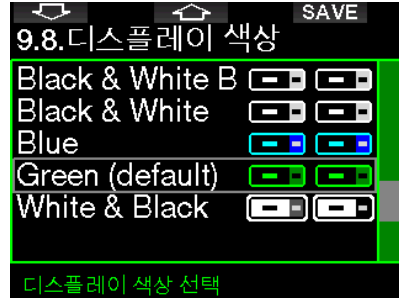 SAVE
9.8.디스플레이 색상
Black & White B
Black & White
Blue
Green (default)
White & Black
디스플레이 색상 선택